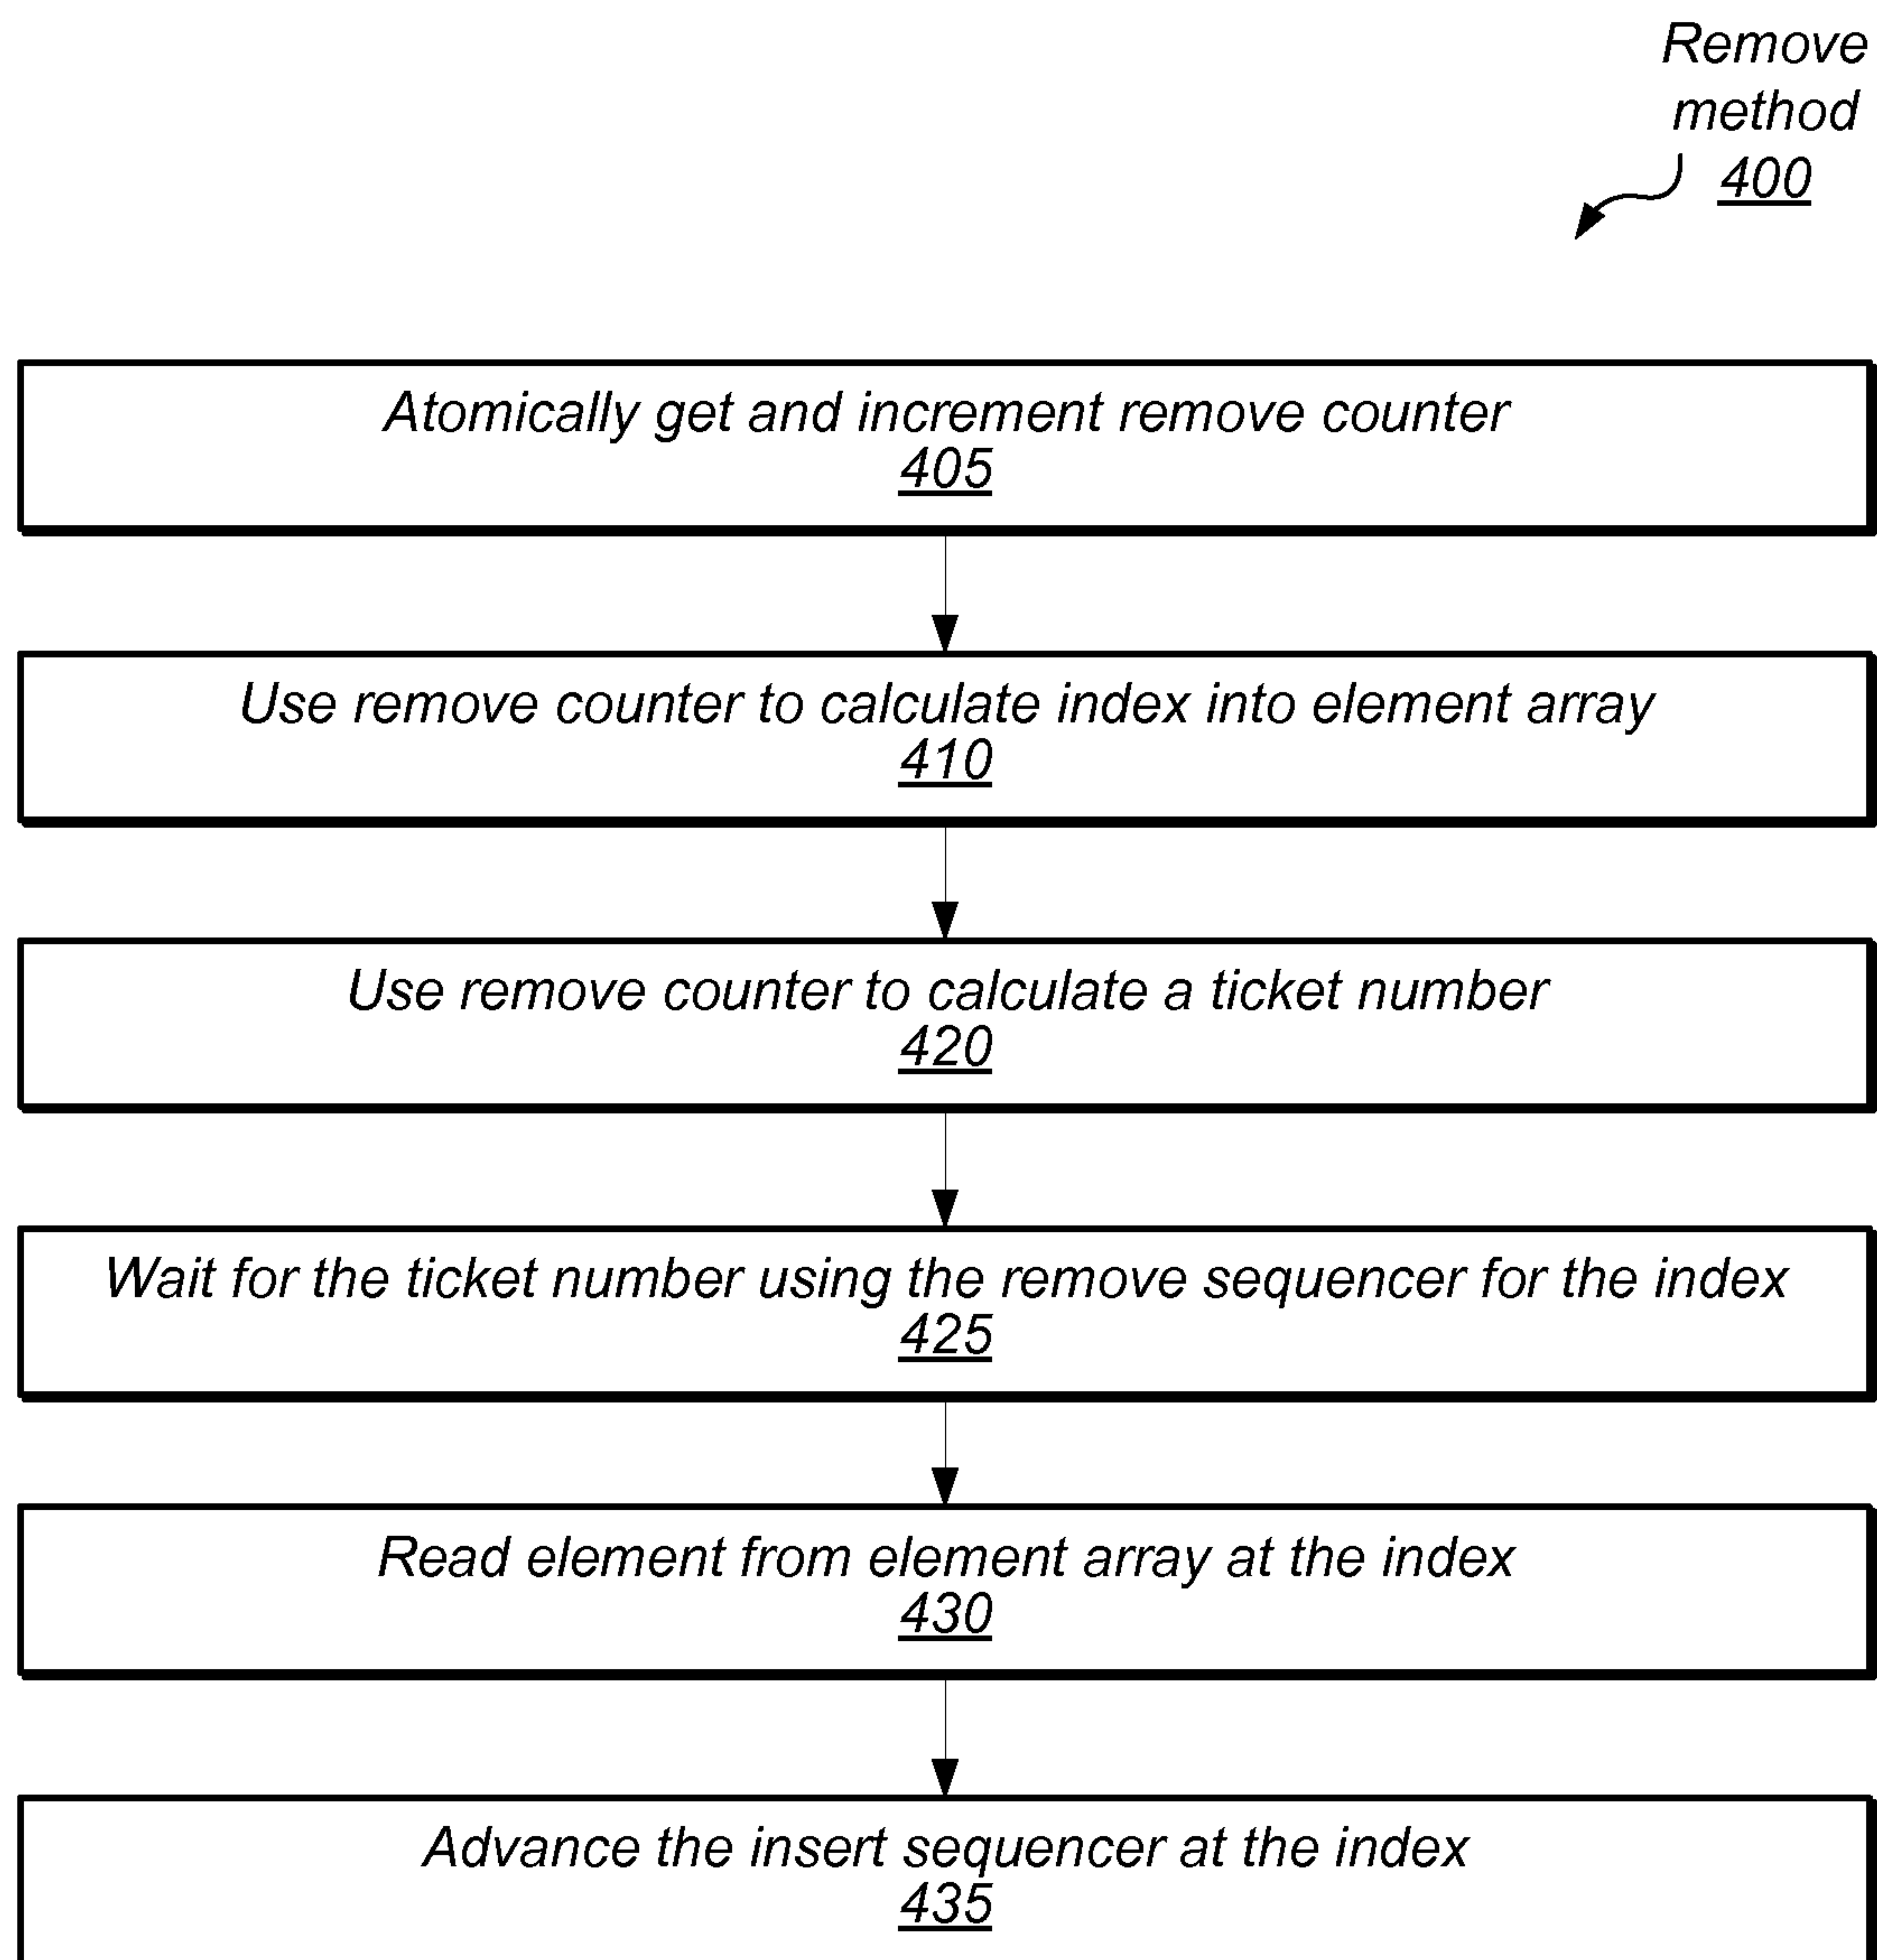 Remove
method
400
Atomically get and increment remove counter
405
Use remove counter to calculate index into element array
410
Use remove counter to calculate a ticket number
420
Wait for the ticket number using the remove sequencer for the index
425
Read element from element array at the index
430
Advance the insert sequencer at the index
435